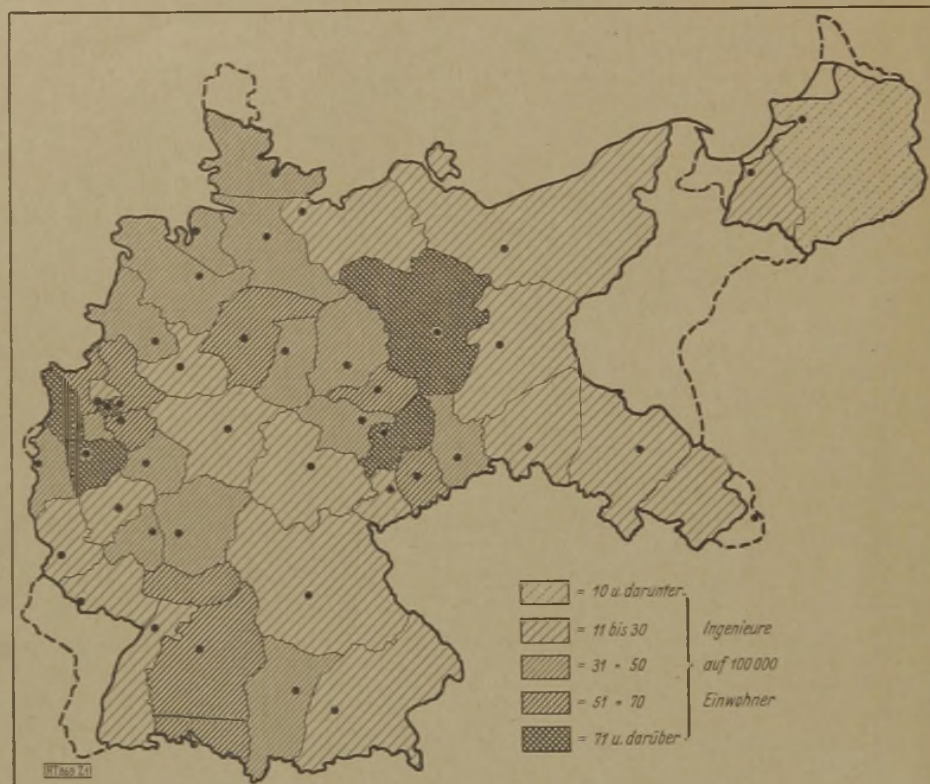 = 10 u. darunter
= 11 bis 30
= 31 " 50
= 51 " 70
= 71 u. darüber
Ingenieure
auf 100 000
Einwohner